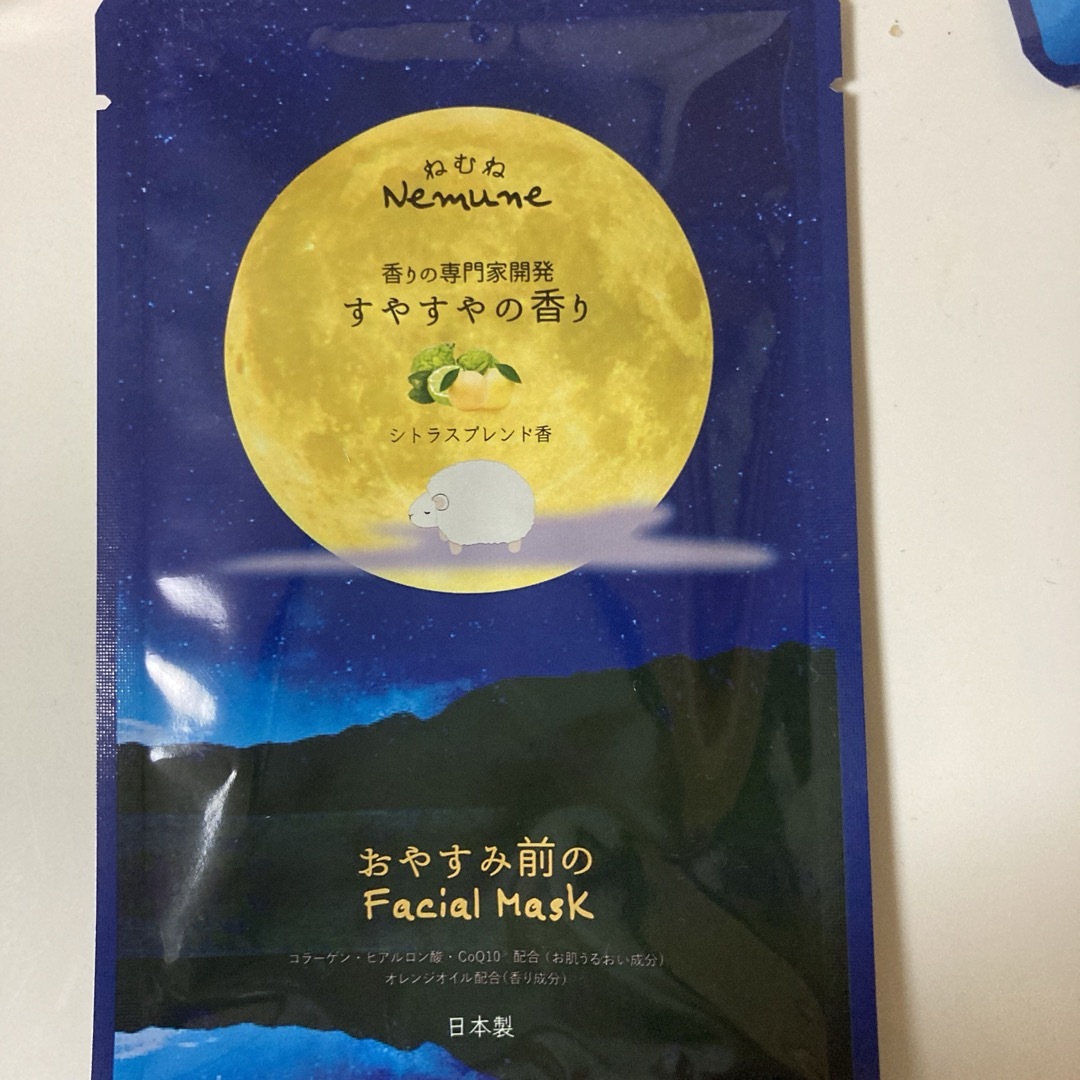 ねむね
Nemune
香りの専門家開発
すやすやの香り
シトラスブレンド香
おやすみ前の
Facial Mask
コラーゲン・ヒアルロン酸・CoQ10 配合(お肌うるおい成分)
オレンジオイル配合(香り成分)
日本製